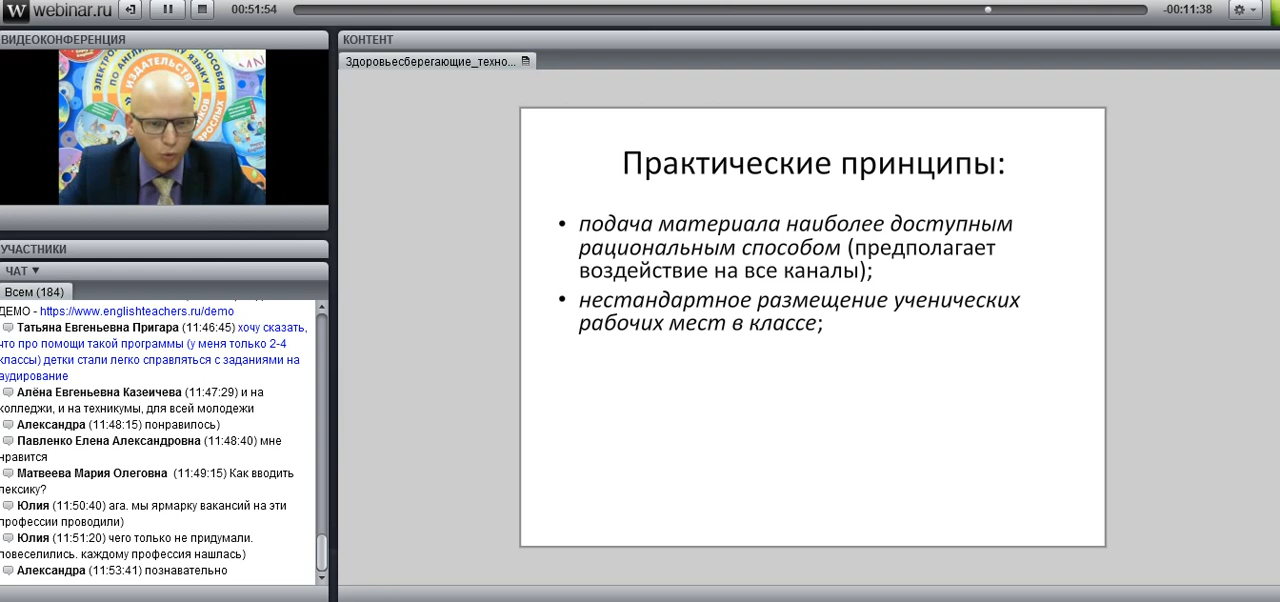 W webinar.ru
00:51:54
-00:11:38
ВИДЕОКОНФЕРЕНЦИЯ
ИЗДАТЕЛЬСТВА
ПО АНГЛИЙСКОМУ ЯЗЫКУ
УЧАСТНИКИ
ЧАТ
Всем (184)
ДЕМО - https://www.englishteachers.ru/demo
Татьяна Евгеньевна Пригара (11:46:45) хочу сказать,
что про помощи такой программы (у меня только 2-4
классы) детки стали легко справляться с заданиями на
аудирование
Алёна Евгеньевна Казеичева (11:47:29) и на
колледжи, и на техникумы, для всей молодежи
Александра (11:48:15) понравилось)
Павленко Елена Александровна (11:48:40) мне
нравится
Матвеева Мария Олеговна (11:49:15) Как вводить
лексику?
Юлия (11:50:40) ага. мы ярмарку вакансий на эти
профессии проводили)
Юлия (11:51:20) чего только не придумали.
повеселились. каждому профессия нашлась)
Александра (11:53:41) познавательно
КОНТЕНТ
Здоровьесберегающие_техно...
Практические принципы:
• подача материала наиболее доступным
рациональным способом (предполагает
воздействие на все каналы);
• нестандартное размещение ученических
рабочих мест в классе;